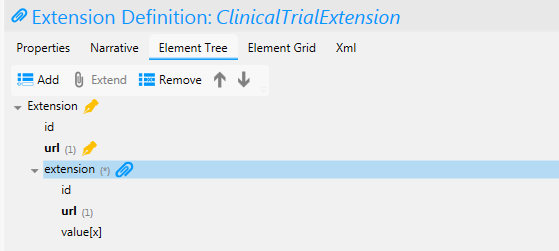 Extension Definition: ClinicalTrialExtension
Properties Narrative Element Tree Element Grid Xml
Add Extend Remove
Extension
id
url (1)
extension (*)
id
url (1)
value[x]